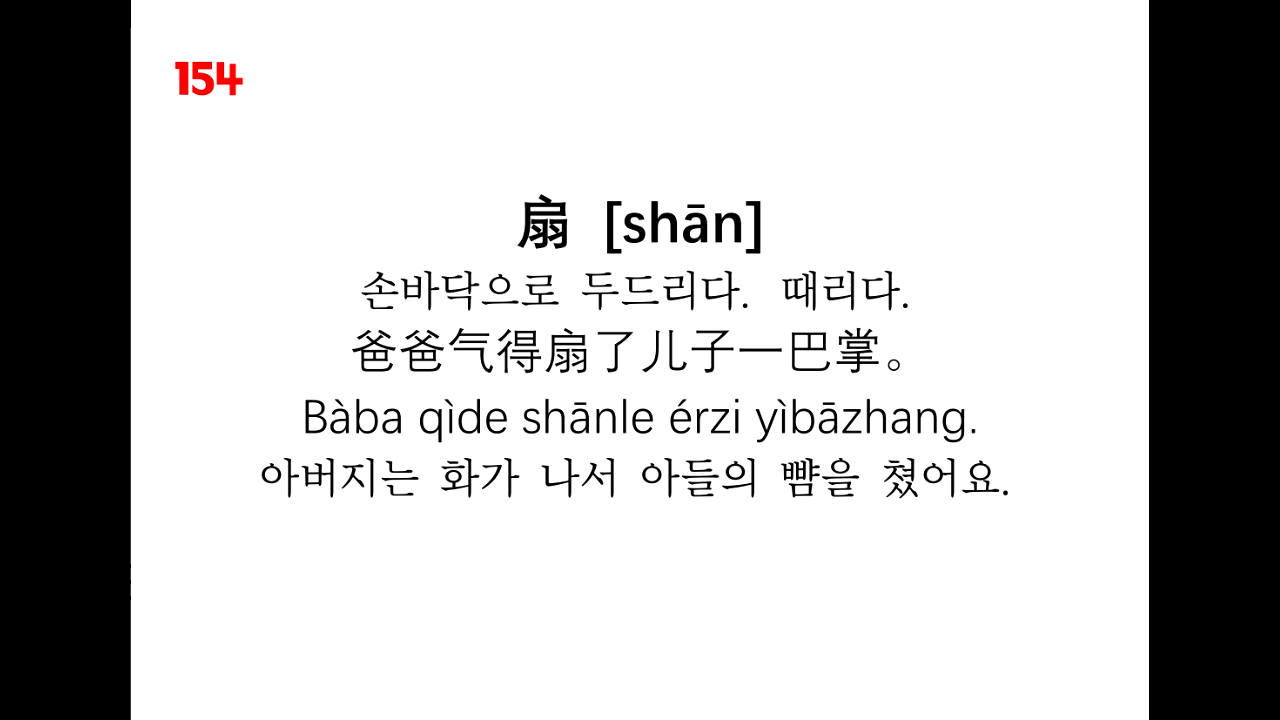 154
扇 [shān]
손바닥으로 두드리다. 때리다.
爸爸气得扇了儿子一巴掌。
Bàba qìde shānle érzi yìbāzhang.
아버지는 화가 나서 아들의 뺨을 쳤어요.